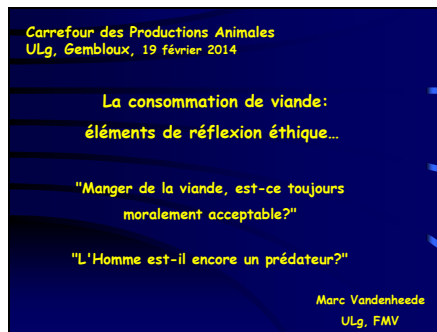 Carrefour des Productions Animales
ULg, Gembloux, 19 février 2014
La consommation de viande:
éléments de réflexion éthique…
"Manger de la viande, est-ce toujours
moralement acceptable?"
"L'Homme est-il encore un prédateur?"
Marc Vandenheede
ULg, FMV